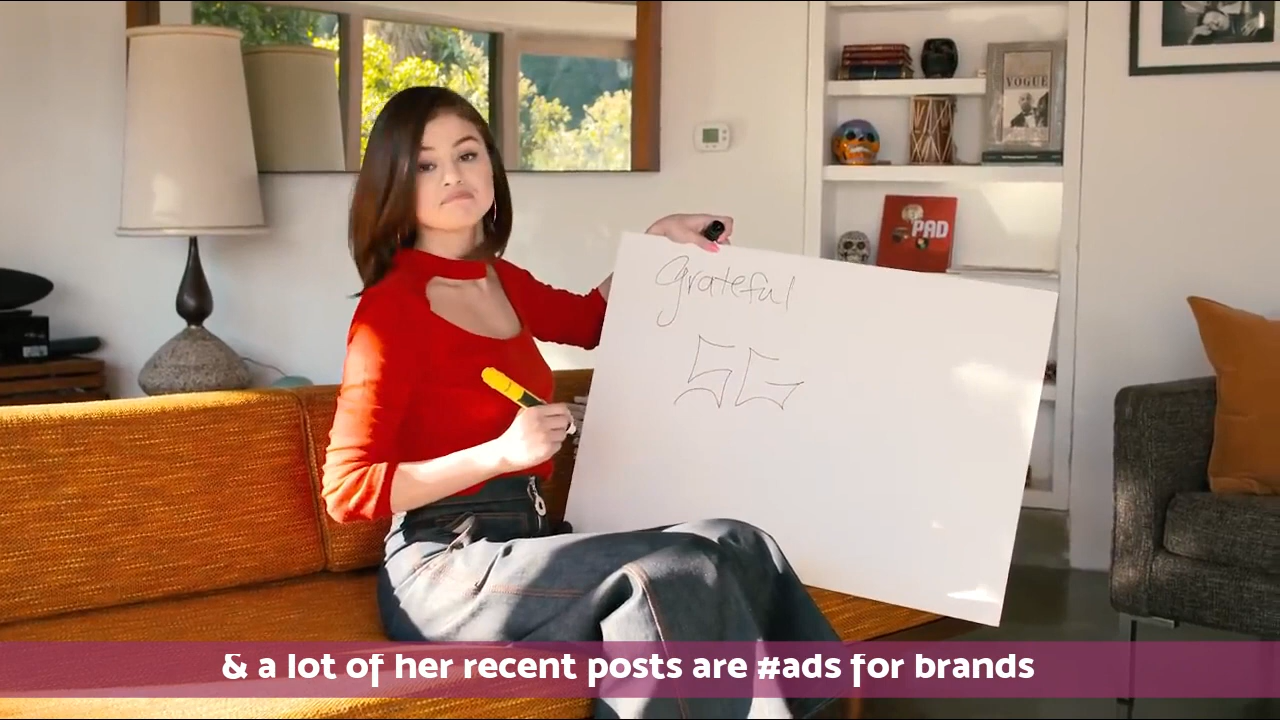 VOGUE
PAD
grateful
SG
& a lot of her recent posts are #ads for brands